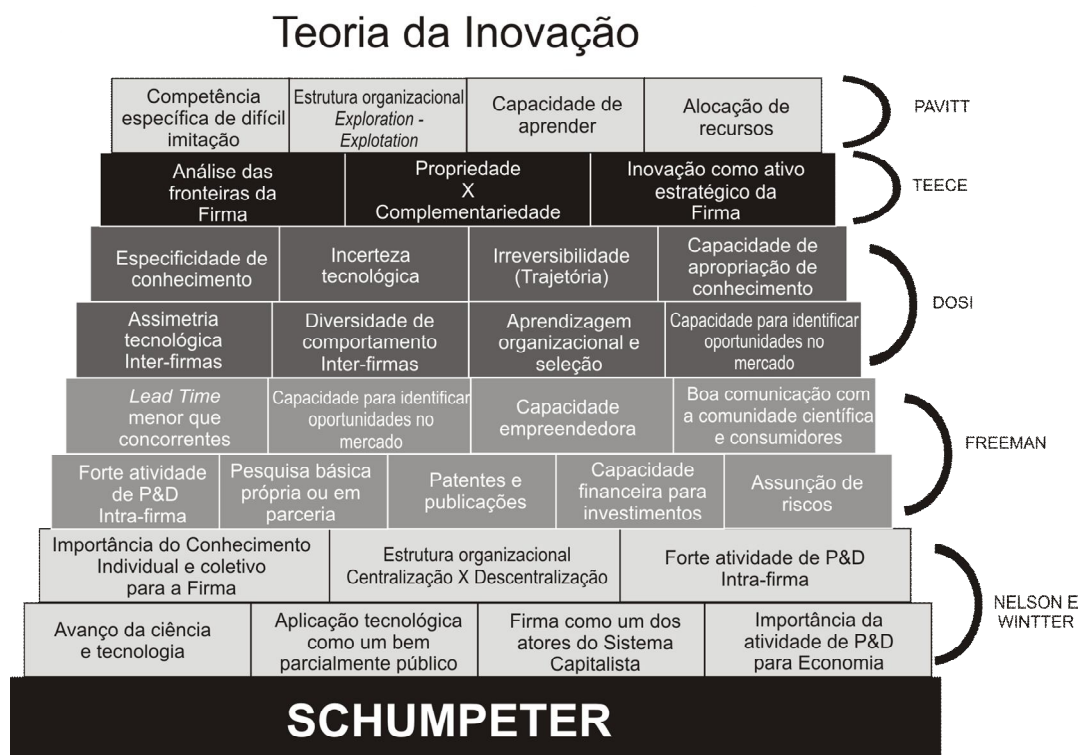 Teoria da Inovação
Competência
específica de difícil
imitação
Estrutura organizacional
Exploration -
Explotation
Capacidade de
aprender
Alocação de
recursos
PAVITT
Análise das
fronteiras da
Firma
Propriedade
X
Complementariedade
Inovação como ativo
estratégico da
Firma
TEECE
Especificidade de
conhecimento
Incerteza
tecnológica
Irreversibilidade
(Trajetória)
Capacidade de
apropriação de
conhecimento
Assimetria
tecnológica
Inter-firmas
Diversidade de
comportamento
Inter-firmas
Aprendizagem
organizacional e
seleção
Capacidade para identificar
oportunidades no
mercado
DOSI
Lead Time
menor que
concorrentes
Capacidade para identificar
oportunidades no
mercado
Capacidade
empreendedora
Boa comunicação com
a comunidade científica
e consumidores
Forte atividade
de P&D
Intra-firma
Pesquisa básica
própria ou em
parceria
Patentes e
publicações
Capacidade
financeira para
investimentos
Assunção de
riscos
FREEMAN
Importância do Conhecimento
Individual e coletivo
para a Firma
Estrutura organizacional
Centralização X Descentralização
Forte atividade de P&D
Intra-firma
Avanço da ciência
e tecnologia
Aplicação tecnológica
como um bem
parcialmente público
Firma como um dos
atores do Sistema
Capitalista
Importância da
atividade de P&D
para Economia
NELSON E
WINTTER
SCHUMPETER